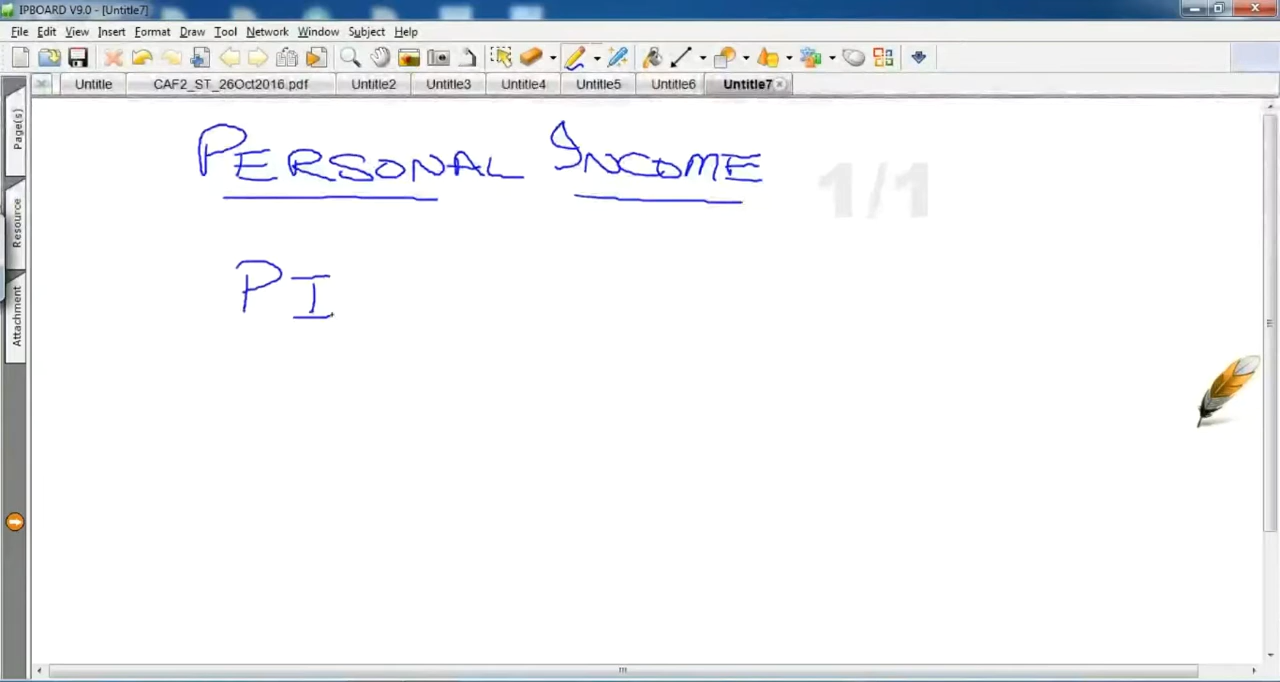 IPBOARD V9.0 - [Untitle7]
File Edit View Insert Format Draw Tool Network Window Subject Help
Untitle CAF2_ST_26Oct2016.pdf Untitle2 Untitle3 Untitle4 Untitle5 Untitle6 Untitle7
Page(s)
Resource
Attachment
PERSONAL INCOME
1/1
PI